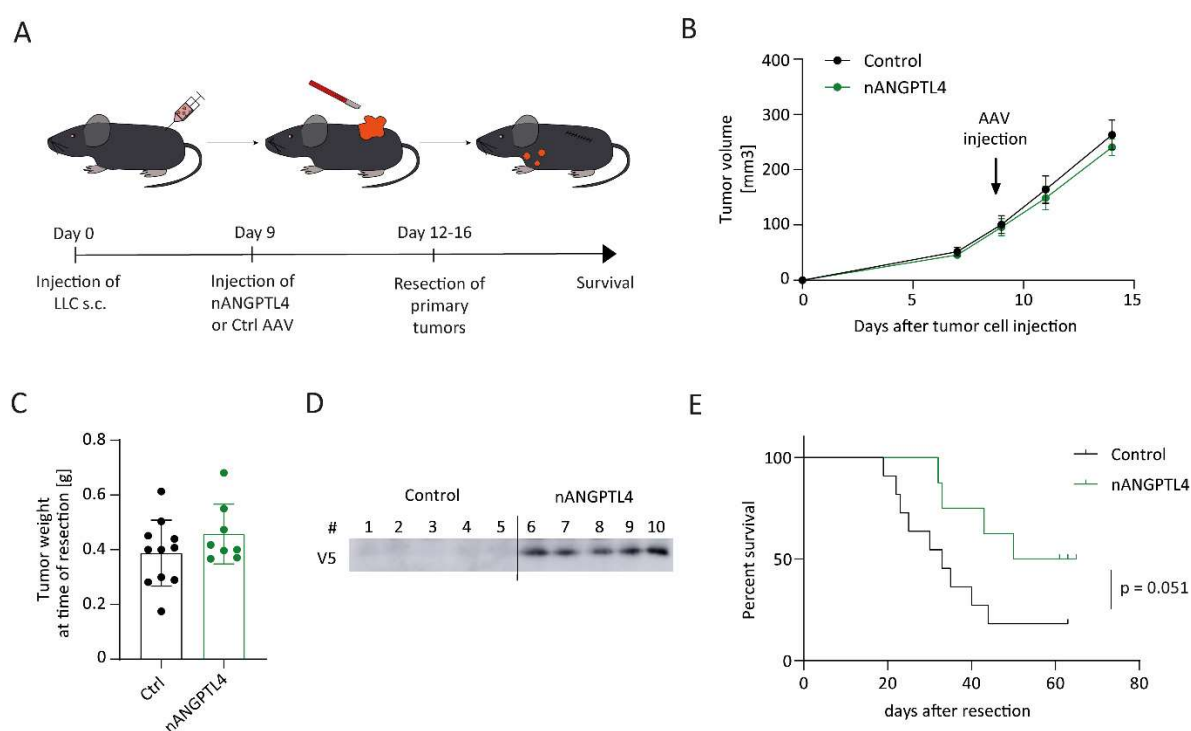 A
Day 0
Day 9
Day 12-16
Injection of
LLC s.c.
Injection of
nANGPTL4
or Ctrl AAV
Resection of
primary
tumors
Survival
B
Control
nANGPTL4
AAV
injection
Tumor volume
[mm3]
400
300
200
100
0
0
5
10
15
Days after tumor cell injection
C
Tumor weight
at time of resection [g]
0.8
0.6
0.4
0.2
0
Ctrl
nANGPTL4
D
Control
nANGPTL4
# 1 2 3 4 5 6 7 8 9 10
V5
E
Control
nANGPTL4
Percent survival
100
50
0
p = 0.051
0
20
40
60
80
days after resection